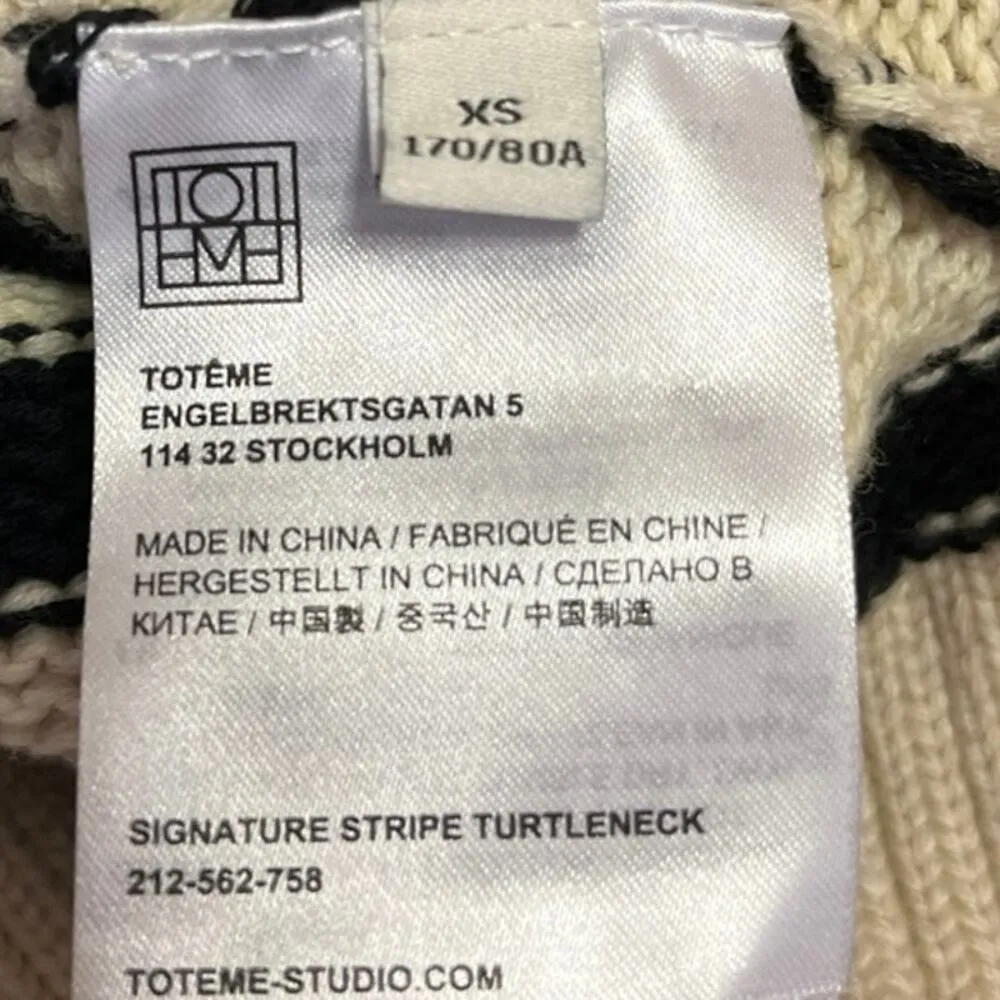 XS
170/80A
TOTEME
TOTÊME
ENGELBREKTSGATAN 5
114 32 STOCKHOLM
MADE IN CHINA / FABRIQUÉ EN CHINE /
HERGESTELLT IN CHINA / СДЕЛАНО В
КИТАЕ / 中国製 / 중국산 / 中国制造
SIGNATURE STRIPE TURTLENECK
212-562-758
TOTEME-STUDIO.COM